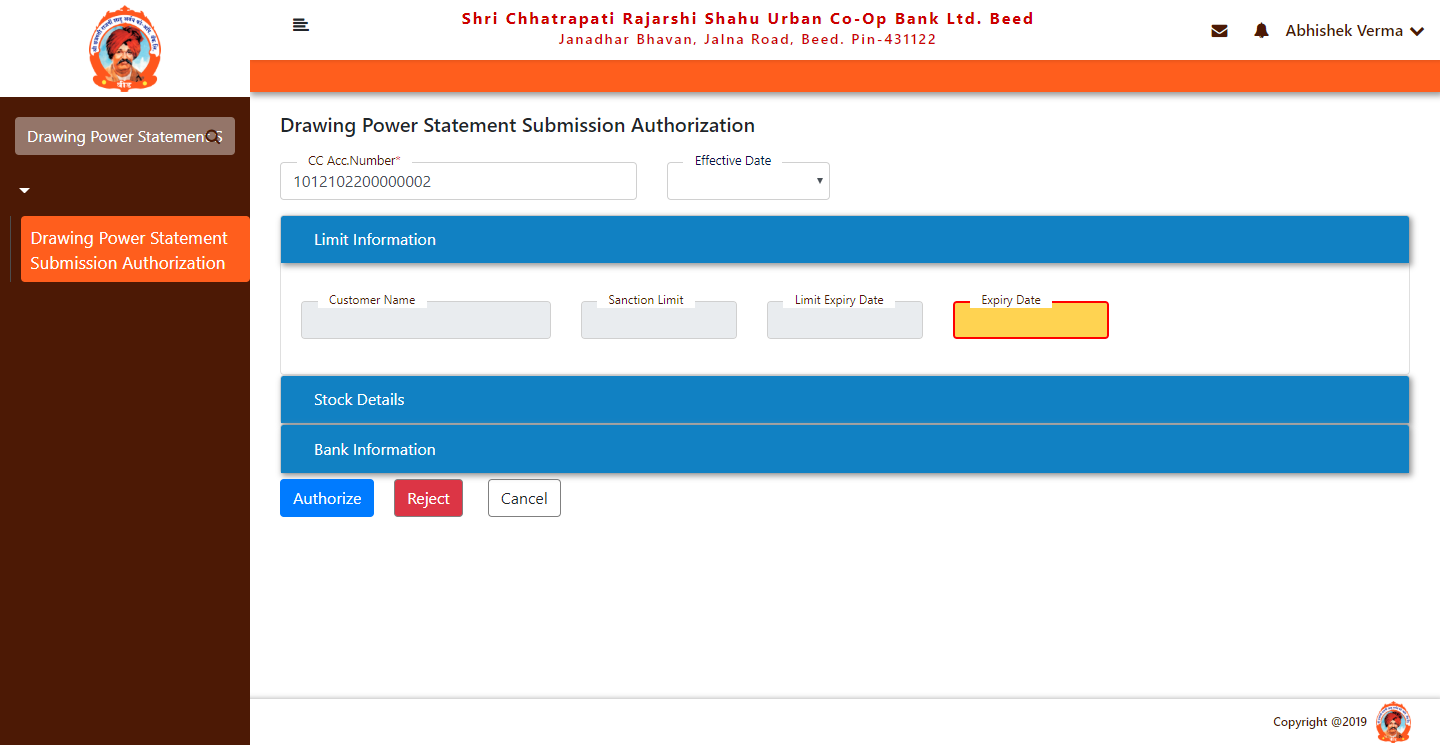 Shri Chhatrapati Rajarshi Shahu Urban Co-Op Bank Ltd. Beed
Janadhar Bhavan, Jalna Road, Beed. Pin-431122
Abhishek Verma
बीड
Drawing Power Statement S
Drawing Power Statement
Submission Authorization
Drawing Power Statement Submission Authorization
CC Acc.Number*
Effective Date
1012102200000002
Limit Information
Customer Name
Sanction Limit
Limit Expiry Date
Expiry Date
Stock Details
Bank Information
Authorize
Reject
Cancel
Copyright @2019